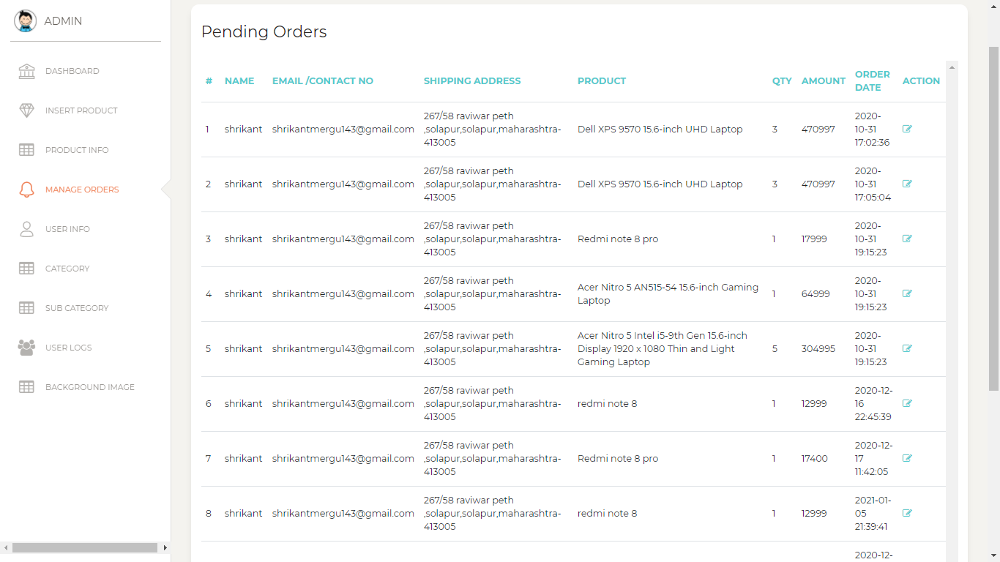 ADMIN
DASHBOARD
INSERT PRODUCT
PRODUCT INFO
MANAGE ORDERS
USER INFO
CATEGORY
SUB CATEGORY
USER LOGS
BACKGROUND IMAGE
Pending Orders
# NAME EMAIL /CONTACT NO SHIPPING ADDRESS PRODUCT QTY AMOUNT ORDER DATE ACTION
1 shrikant shrikantmergu143@gmail.com 267/58 raviwar peth ,solapur,solapur,maharashtra-413005 Dell XPS 9570 15.6-inch UHD Laptop 3 470997 2020-10-31 17:02:36
2 shrikant shrikantmergu143@gmail.com 267/58 raviwar peth ,solapur,solapur,maharashtra-413005 Dell XPS 9570 15.6-inch UHD Laptop 3 470997 2020-10-31 17:05:04
3 shrikant shrikantmergu143@gmail.com 267/58 raviwar peth ,solapur,solapur,maharashtra-413005 Redmi note 8 pro 1 17999 2020-10-31 19:15:23
4 shrikant shrikantmergu143@gmail.com 267/58 raviwar peth ,solapur,solapur,maharashtra-413005 Acer Nitro 5 AN515-54 15.6-inch Gaming Laptop 1 64999 2020-10-31 19:15:23
5 shrikant shrikantmergu143@gmail.com 267/58 raviwar peth ,solapur,solapur,maharashtra-413005 Acer Nitro 5 Intel i5-9th Gen 15.6-inch Display 1920 x 1080 Thin and Light Gaming Laptop 5 304995 2020-10-31 19:15:23
6 shrikant shrikantmergu143@gmail.com 267/58 raviwar peth ,solapur,solapur,maharashtra-413005 redmi note 8 1 12999 2020-12-16 22:45:39
7 shrikant shrikantmergu143@gmail.com 267/58 raviwar peth ,solapur,solapur,maharashtra-413005 Redmi note 8 pro 1 17400 2020-12-17 11:42:05
8 shrikant shrikantmergu143@gmail.com 267/58 raviwar peth ,solapur,solapur,maharashtra-413005 redmi note 8 1 12999 2021-01-05 21:39:41
2020-12-